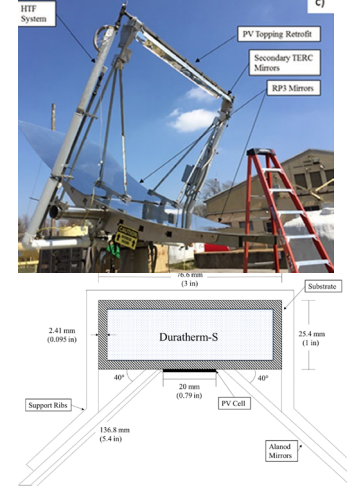 c)
HTF
System
PV Topping Retrofit
Secondary TERC
Mirrors
RP3 Mirrors
CAUTION
76.6 mm
(3 in)
Substrate
2.41 mm
(0.095 in)
Duratherm-S
25.4 mm
(1 in)
40°
40°
20 mm
(0.79 in)
Support Ribs
PV Cell
136.8 mm
(5.4 in)
Alanod
Mirrors